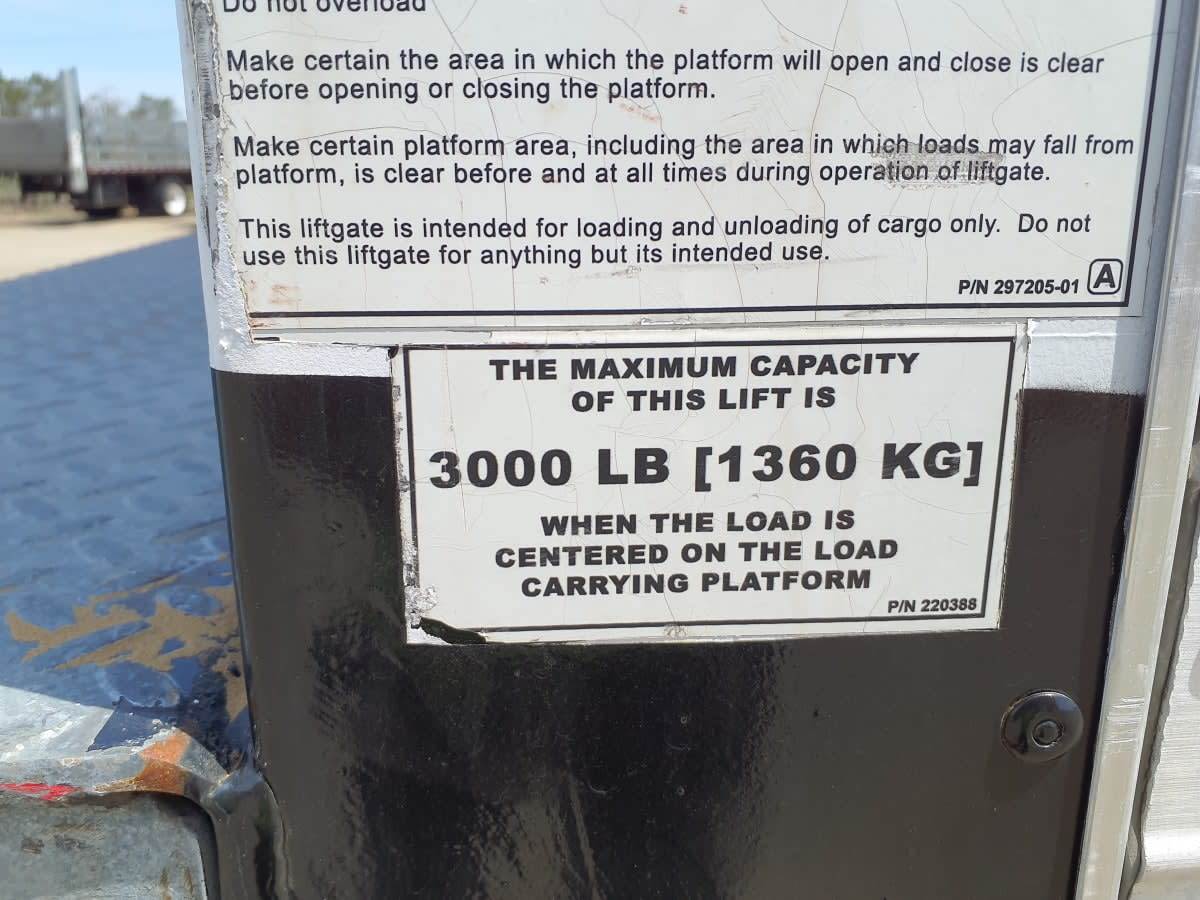 Do not overload
Make certain the area in which the platform will open and close is clear
before opening or closing the platform.
Make certain platform area, including the area in which loads may fall from
platform, is clear before and at all times during operation of liftgate.
This liftgate is intended for loading and unloading of cargo only. Do not
use this liftgate for anything but its intended use.
P/N 297205-01 A
THE MAXIMUM CAPACITY
OF THIS LIFT IS
3000 LB [1360 KG]
WHEN THE LOAD IS
CENTERED ON THE LOAD
CARRYING PLATFORM
P/N 220388